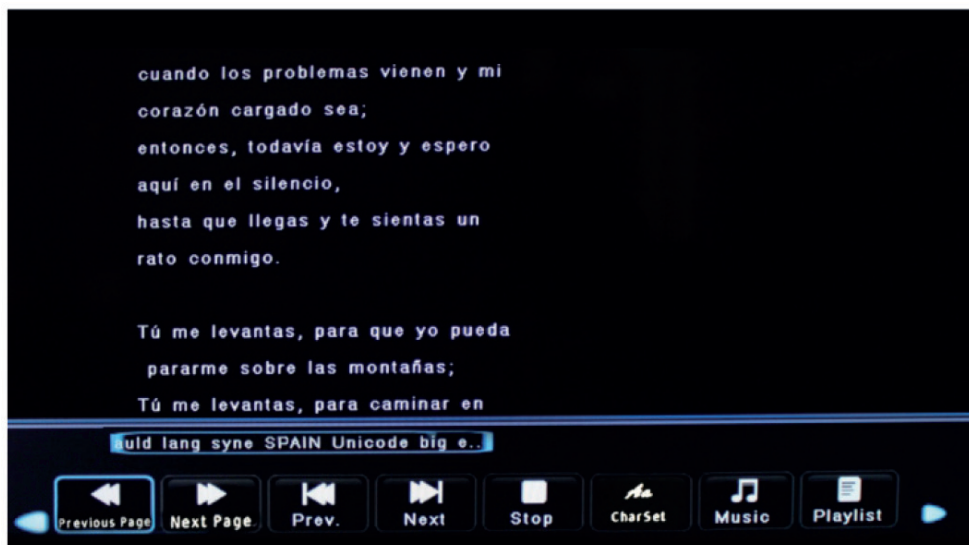 cuando los problemas vienen y mi
corazón cargado sea;
entonces, todavía estoy y espero
aquí en el silencio,
hasta que llegas y te sientas un
rato conmigo.
Tú me levantas, para que yo pueda
pararme sobre las montañas;
Tú me levantas, para caminar en
auld lang syne SPAIN Unicode big e..
Previous Page Next Page Prev. Next Stop CharSet Music Playlist